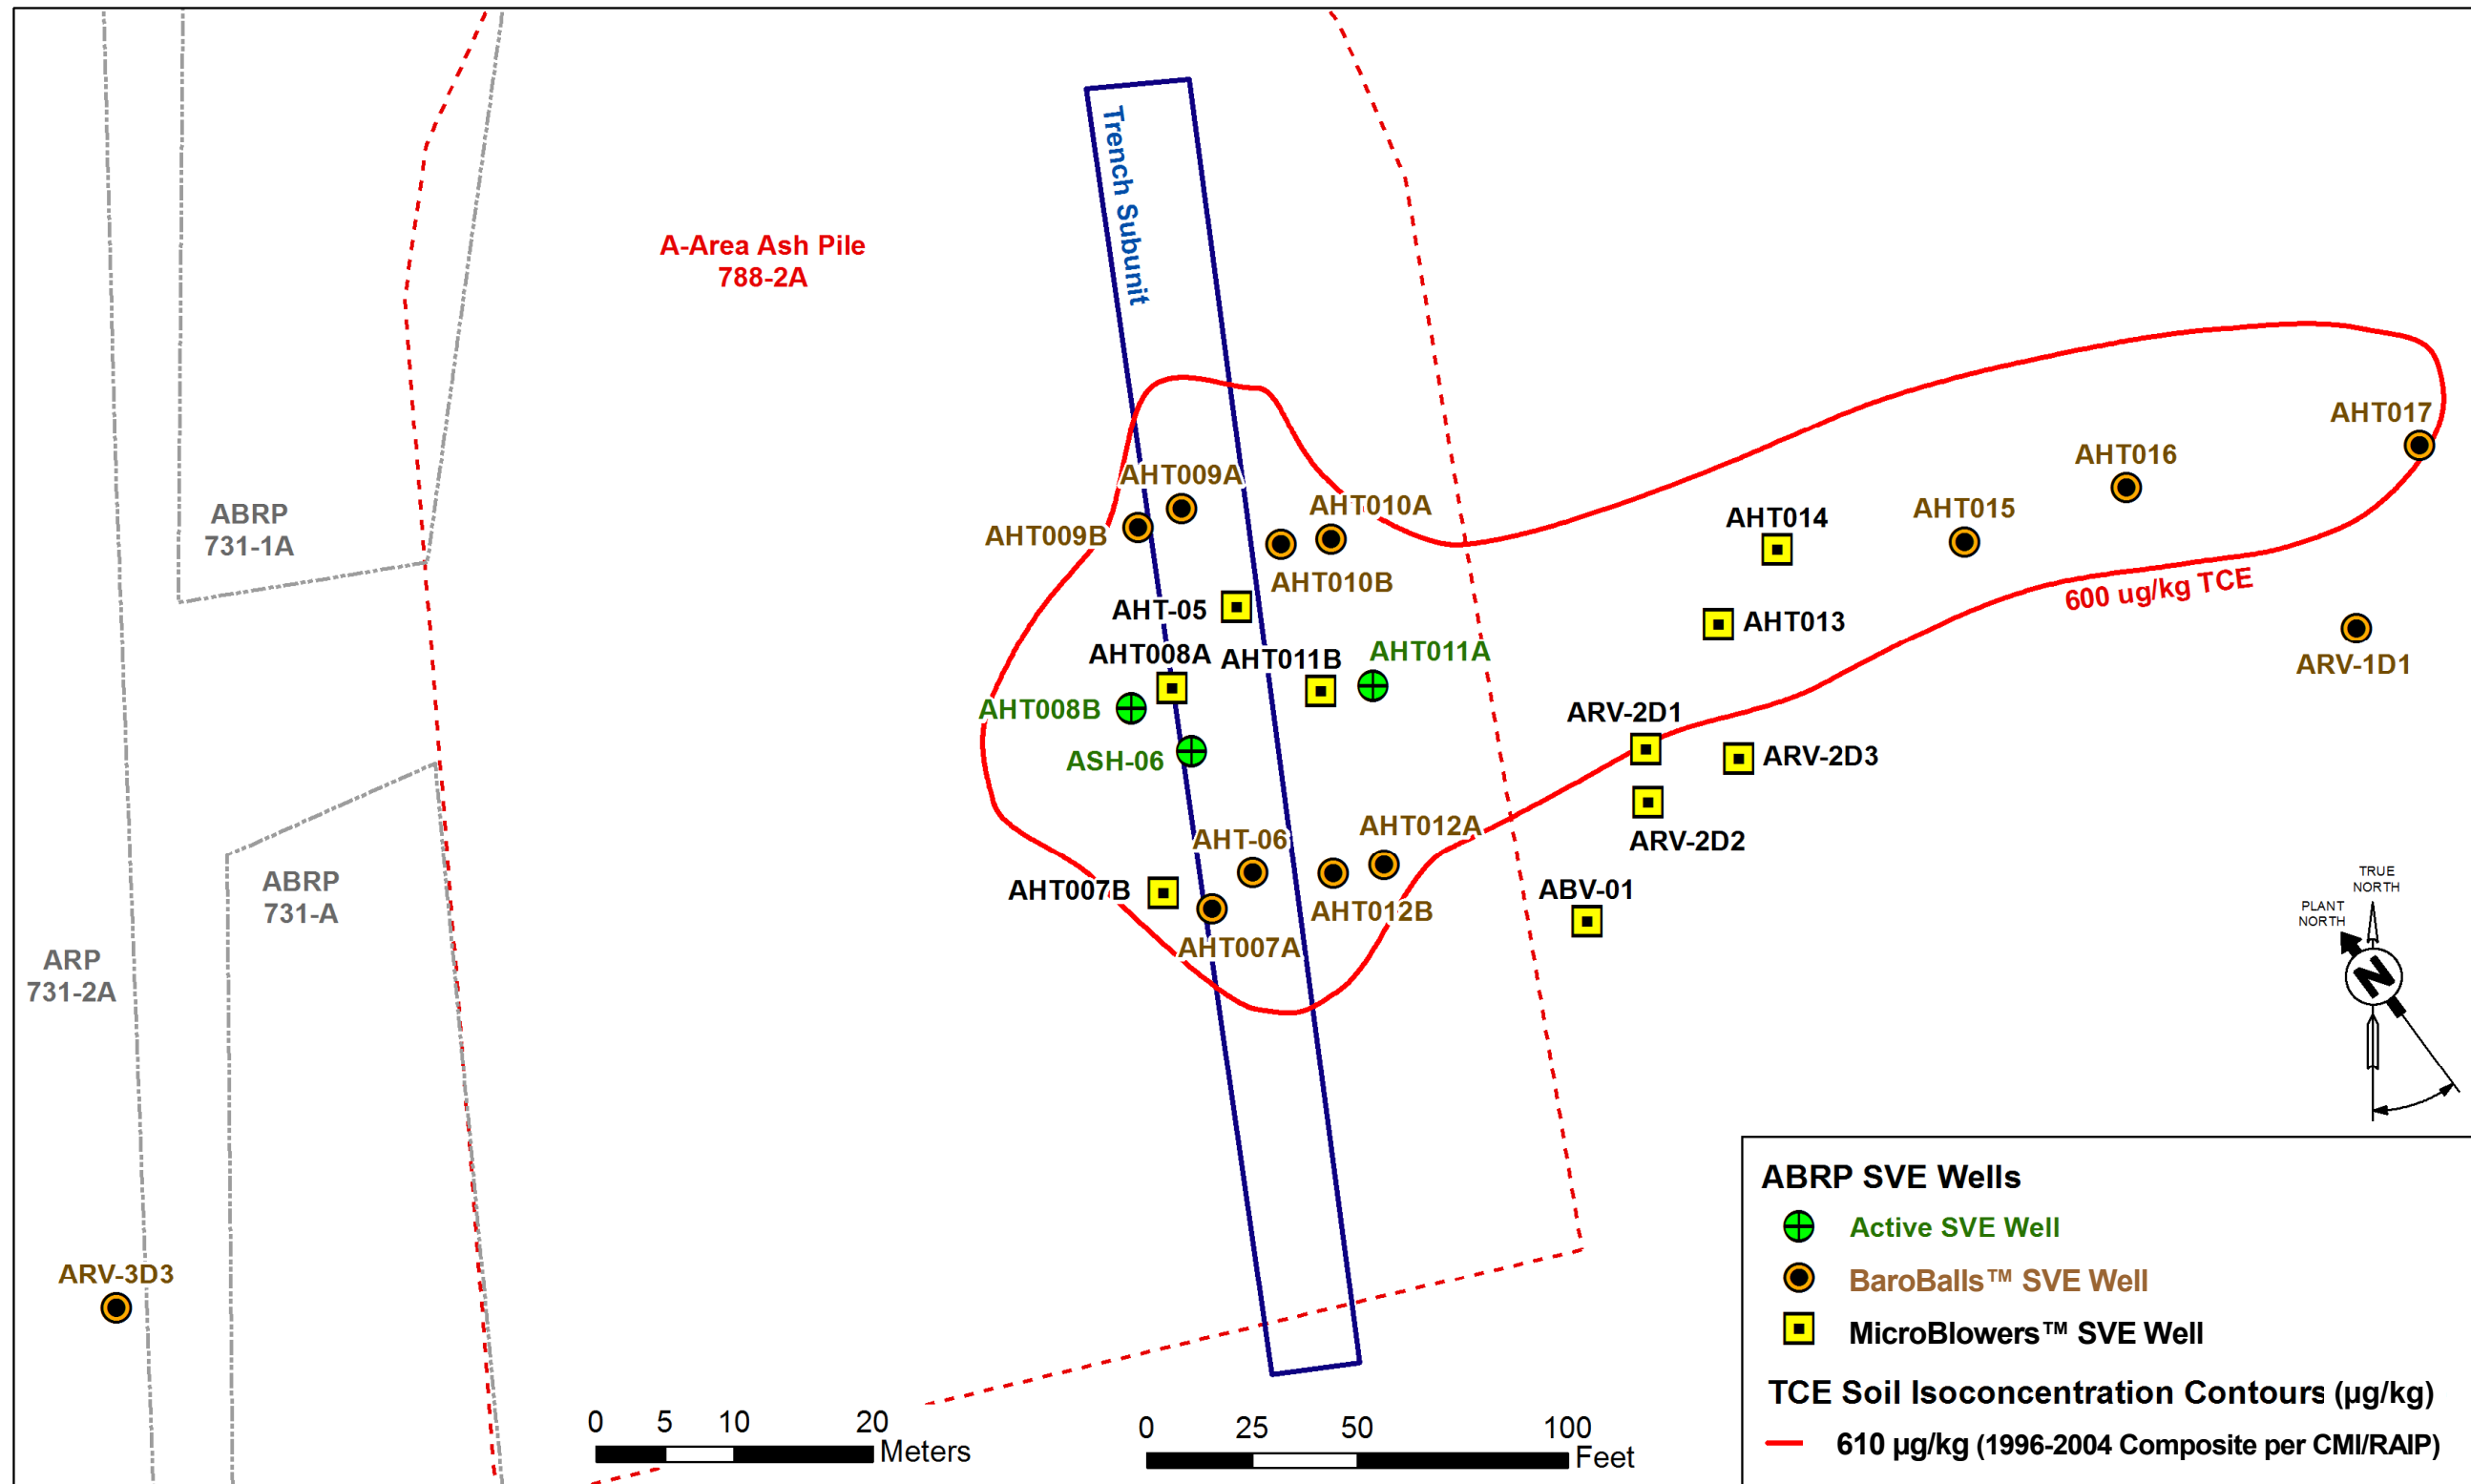 Trench Subunit
A-Area Ash Pile
788-2A
AHT017
AHT016
AHT009A
AHT010A
AHT015
ABRP
731-1A
AHT014
AHT009B
AHT010B
600 ug/kg TCE
AHT-05
AHT013
AHT008A
AHT011B
AHT011A
ARV-1D1
AHT008B
ARV-2D1
ASH-06
ARV-2D3
AHT012A
AHT-06
ARV-2D2
ABRP
731-A
AHT007B
ABV-01
AHT012B
AHT007A
TRUE
NORTH
PLANT
NORTH
N
ARP
731-2A
ARV-3D3
ABRP SVE Wells
Active SVE Well
BaroBalls™ SVE Well
MicroBlowers™ SVE Well
TCE Soil Isoconcentration Contours (µg/kg)
610 µg/kg (1996-2004 Composite per CMI/RAIP)
0 5 10 20
Meters
0 25 50 100
Feet